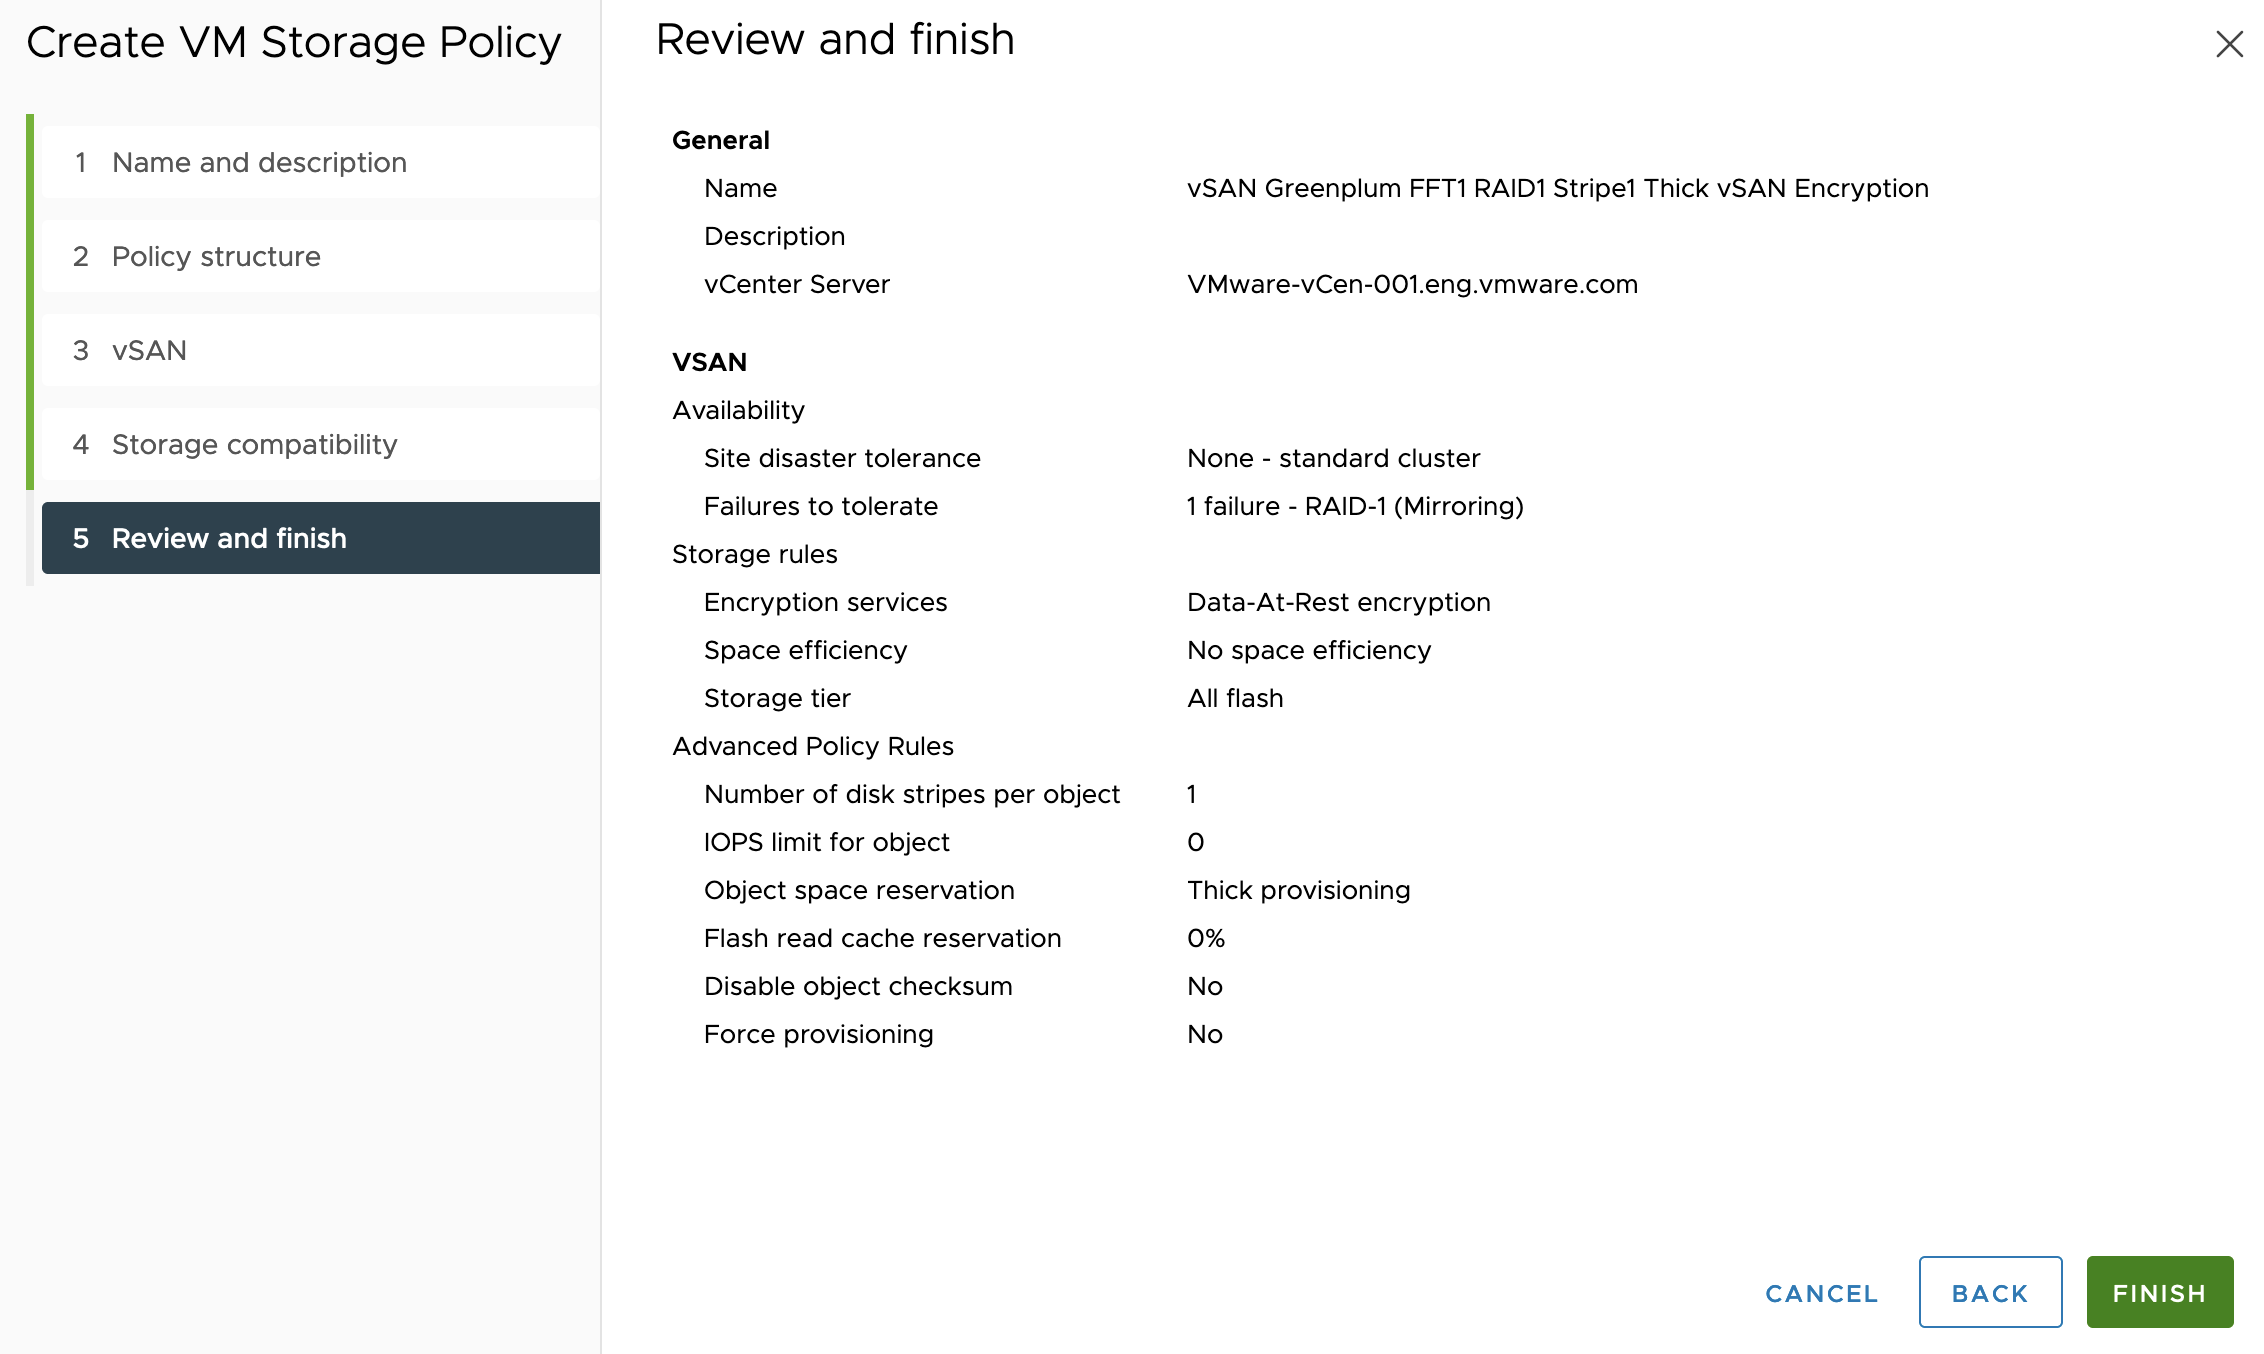 Create VM Storage Policy
1 Name and description
2 Policy structure
3 vSAN
4 Storage compatibility
5 Review and finish
Review and finish
General
Name vSAN Greenplum FFT1 RAID1 Stripe1 Thick vSAN Encryption
Description
vCenter Server VMware-vCen-001.eng.vmware.com
VSAN
Availability
Site disaster tolerance None - standard cluster
Failures to tolerate 1 failure - RAID-1 (Mirroring)
Storage rules
Encryption services Data-At-Rest encryption
Space efficiency No space efficiency
Storage tier All flash
Advanced Policy Rules
Number of disk stripes per object 1
IOPS limit for object 0
Object space reservation Thick provisioning
Flash read cache reservation 0%
Disable object checksum No
Force provisioning No
CANCEL BACK FINISH